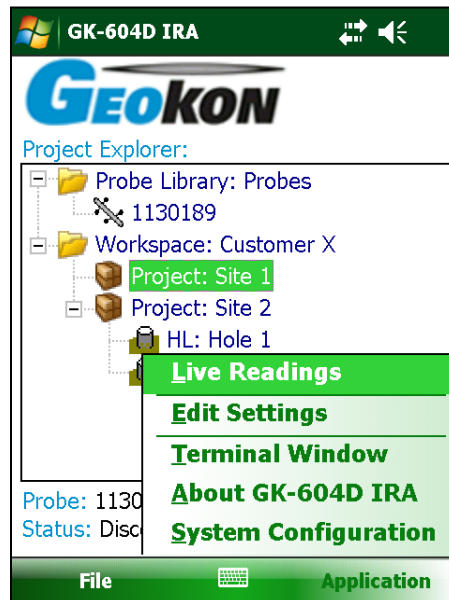 GK-604D IRA
GEOKON
Project Explorer:
Probe Library: Probes
1130189
Workspace: Customer X
Project: Site 1
Project: Site 2
HL: Hole 1
Live Readings
Edit Settings
Terminal Window
About GK-604D IRA
System Configuration
Probe: 1130
Status: Disc
File
Application